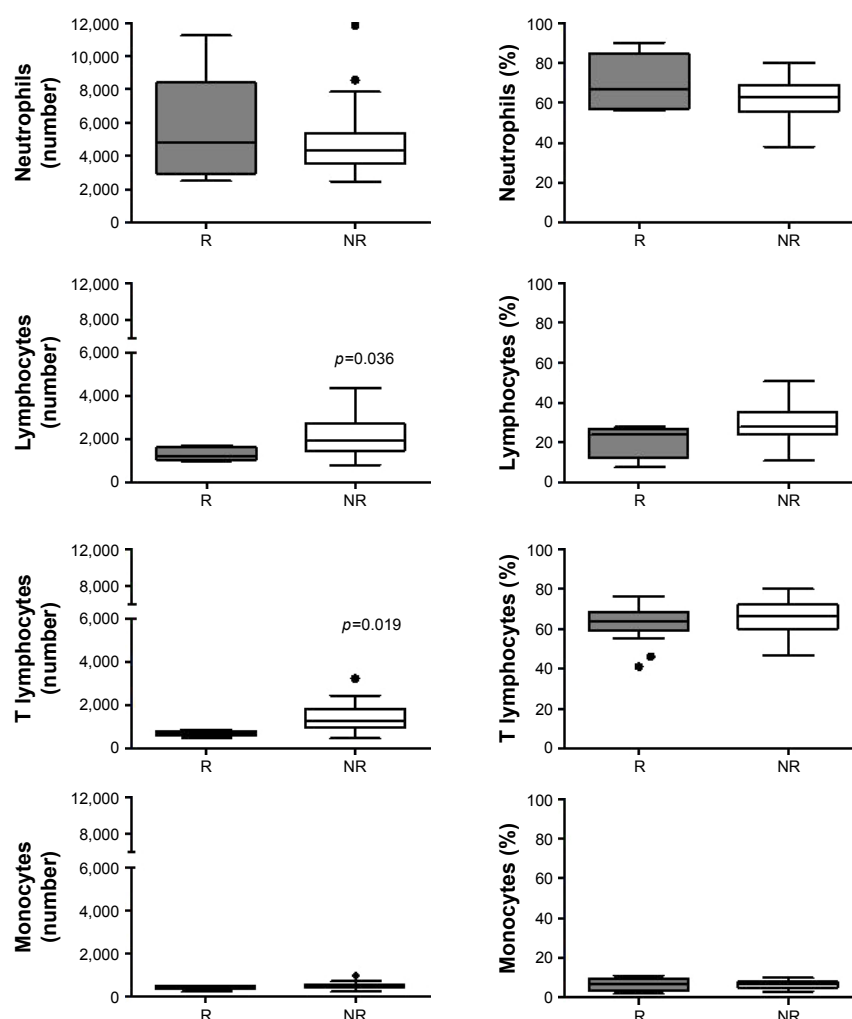 Neutrophils
(number)
12,000
10,000
8,000
6,000
4,000
2,000
0
R
NR
Neutrophils (%)
100
80
60
40
20
0
R
NR
Lymphocytes
(number)
12,000
8,000
6,000
4,000
2,000
0
p=0.036
R
NR
Lymphocytes (%)
100
80
60
40
20
0
R
NR
T lymphocytes
(number)
12,000
8,000
6,000
4,000
2,000
0
p=0.019
R
NR
T lymphocytes (%)
100
80
60
40
20
0
R
NR
Monocytes
(number)
12,000
8,000
6,000
4,000
2,000
0
R
NR
Monocytes (%)
100
80
60
40
20
0
R
NR